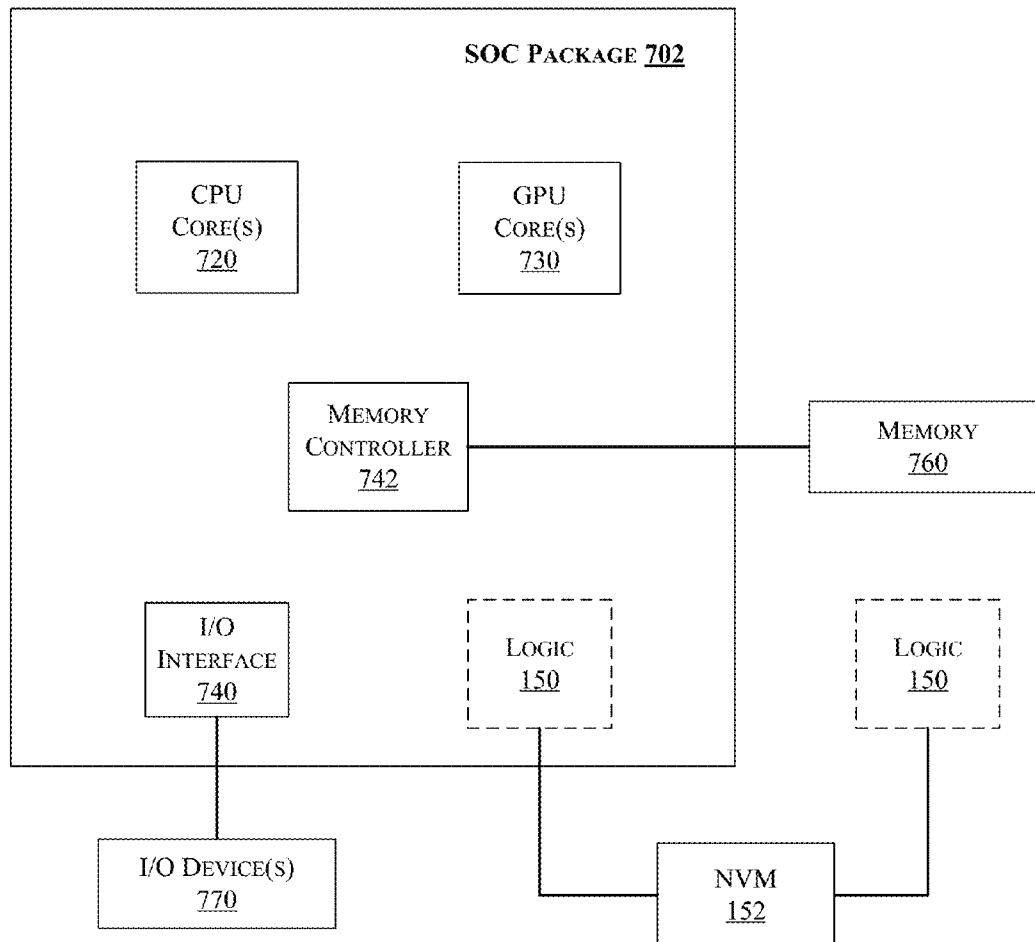 SOC PACKAGE 702
CPU
CORE(S)
720
GPU
CORE(S)
730
MEMORY
CONTROLLER
742
MEMORY
760
I/O
INTERFACE
740
LOGIC
150
LOGIC
150
I/O DEVICE(S)
770
NVM
152